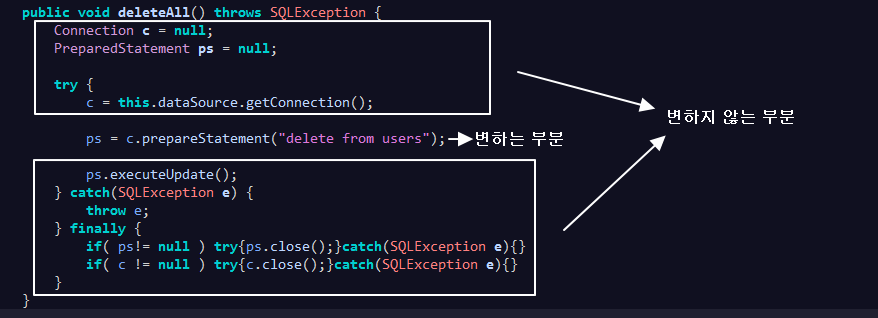 public void deleteAll() throws SQLException {
Connection c = null;
PreparedStatement ps = null;
try {
c = this.dataSource.getConnection();
변하지 않는 부분
ps = c.prepareStatement("delete from users");
변하는 부분
ps.executeUpdate();
} catch(SQLException e) {
throw e;
} finally {
if( ps!= null ) try{ps.close();}catch(SQLException e){}
if( c != null ) try{c.close();}catch(SQLException e){}
}
}